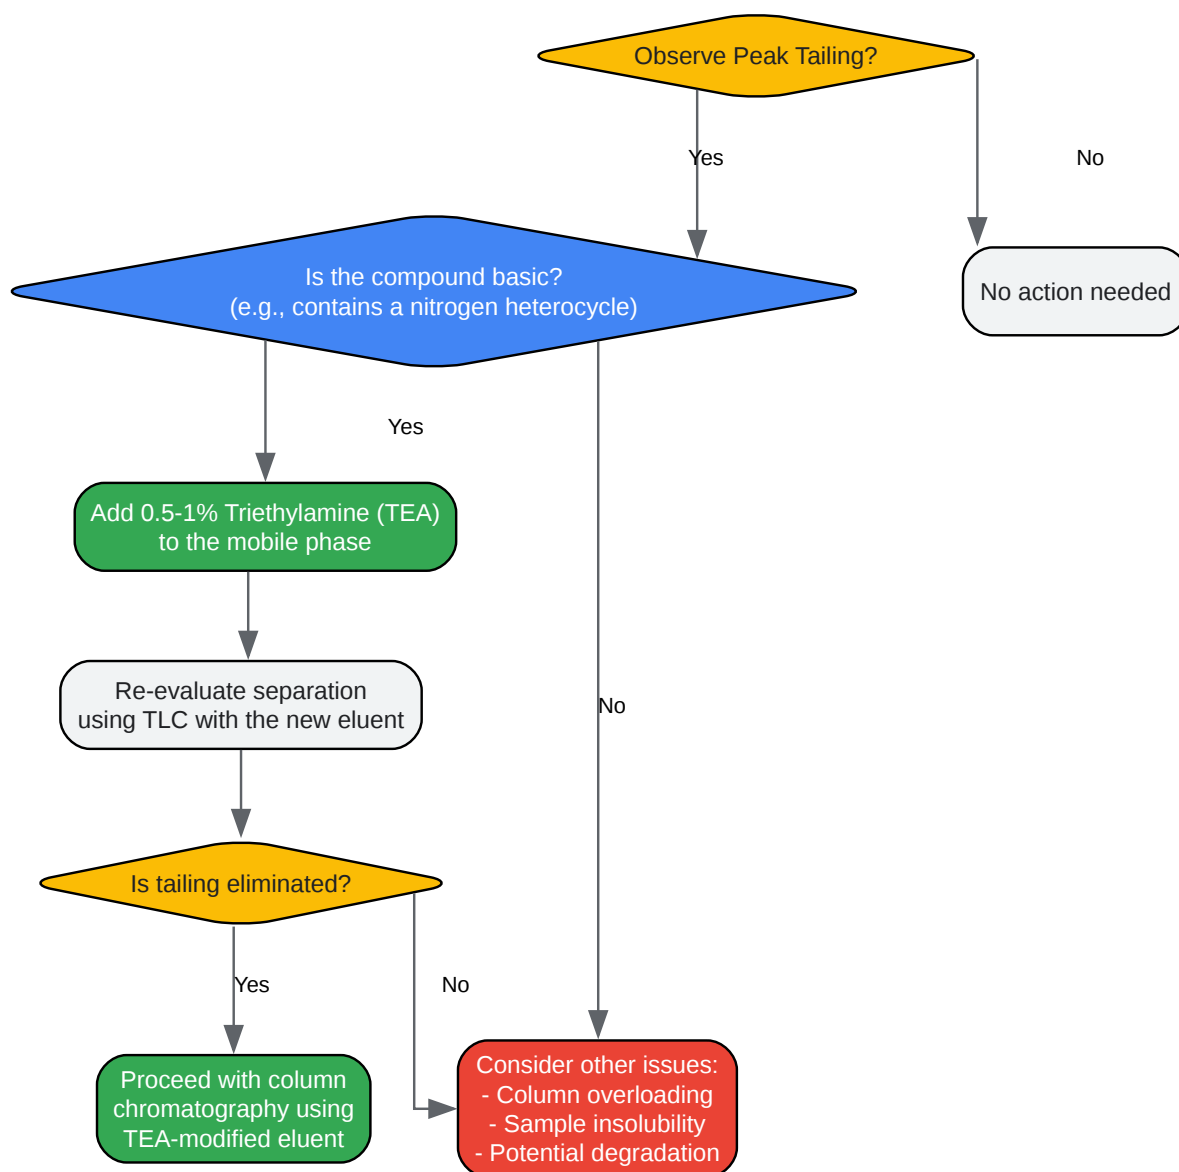 Observe Peak Tailing?
Yes
No
Is the compound basic?
(e.g., contains a nitrogen heterocycle)
No action needed
Yes
Add 0.5-1% Triethylamine (TEA)
to the mobile phase
Re-evaluate separation
using TLC with the new eluent
No
Is tailing eliminated?
Yes
No
Proceed with column
chromatography using
TEA-modified eluent
Consider other issues:
- Column overloading
- Sample insolubility
- Potential degradation